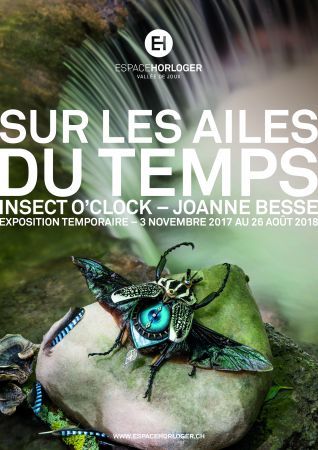 EH
ESPACEHORLOGER
VALLÉE DE JOUX
SUR LES AILES
DU TEMPS
INSECT O'CLOCK – JOANNE BESSE
EXPOSITION TEMPORAIRE – 3 NOVEMBRE 2017 AU 26 AOÛT 2018
WWW.ESPACEHORLOGER.CH